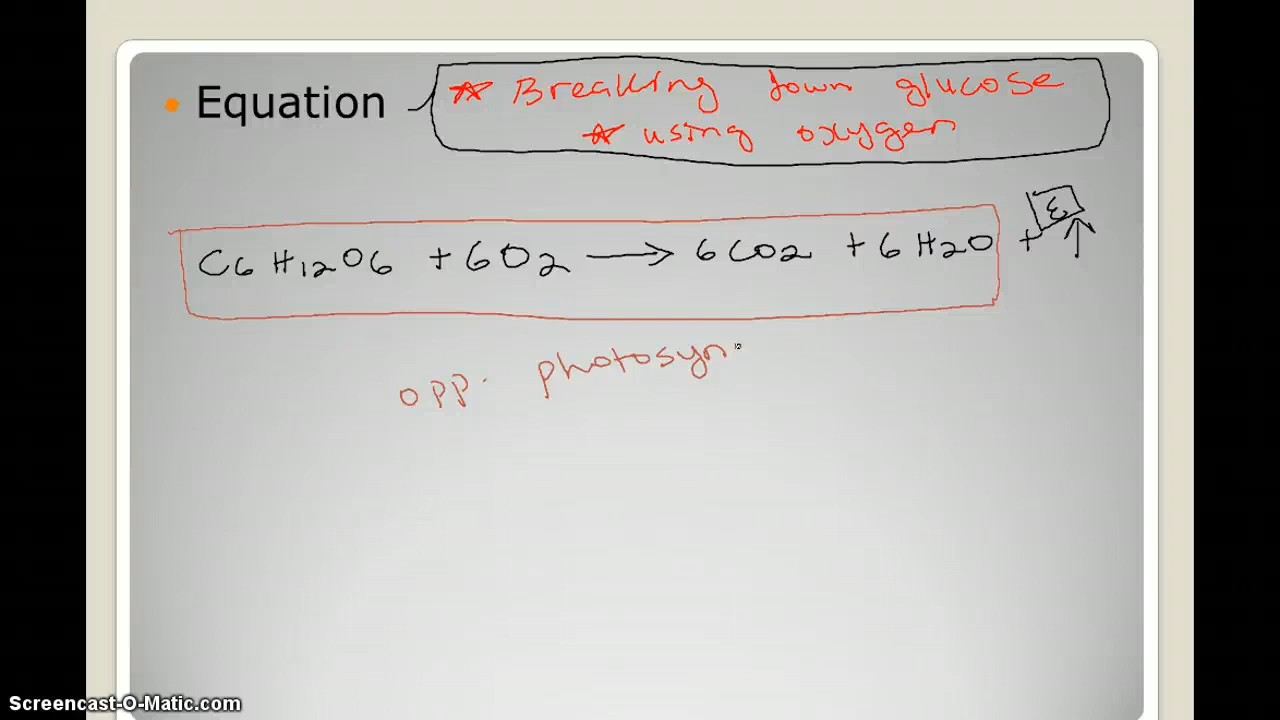 • Equation
* Breaking down glucose
* using oxygen
C6H12O6 + 6O2 → 6CO2 + 6H2O + E ↑
opp. photosyn
Screencast-O-Matic.com